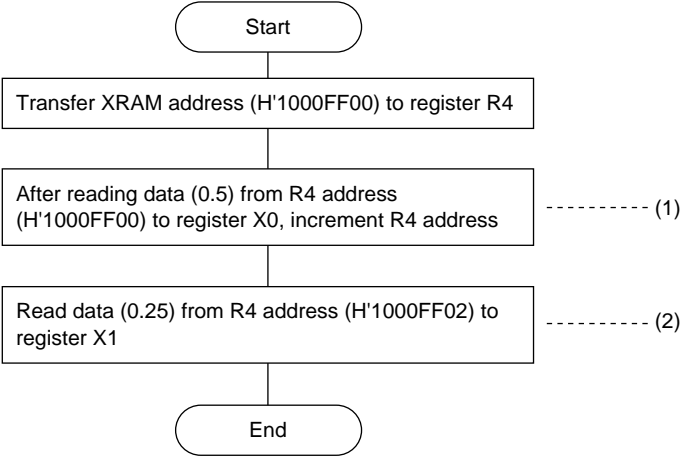 Start
Transfer XRAM address (H'1000FF00) to register R4
After reading data (0.5) from R4 address
(H'1000FF00) to register X0, increment R4 address
(1)
Read data (0.25) from R4 address (H'1000FF02) to
register X1
(2)
End